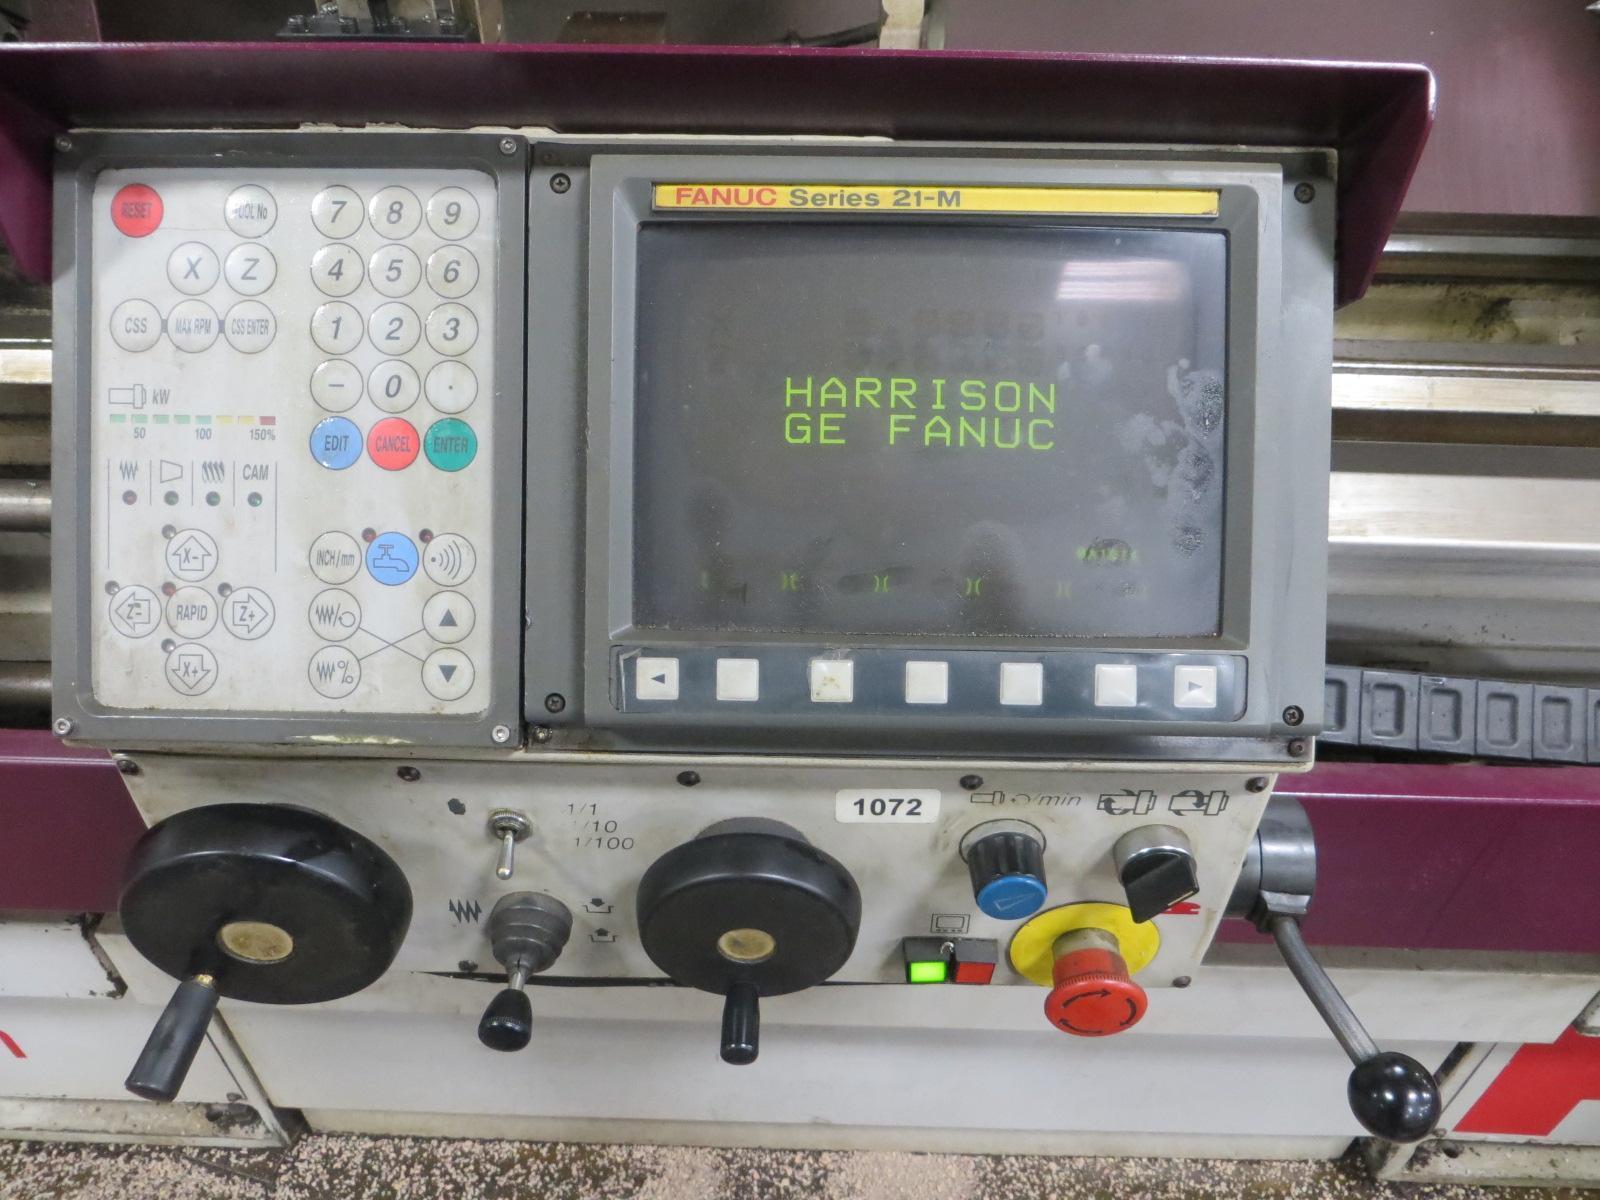 FANUC Series 21-M
RESET
TOOL No
7 8 9
X Z
4 5 6
CSS MAX RPM CSS ENTER
1 2 3
- 0 .
kW
50 100 150%
EDIT CANCEL ENTER
CAM
X-
INCH/mm
Z- RAPID Z+
%
X+
HARRISON
GE FANUC
1072
1/1
1/10
1/100
/min